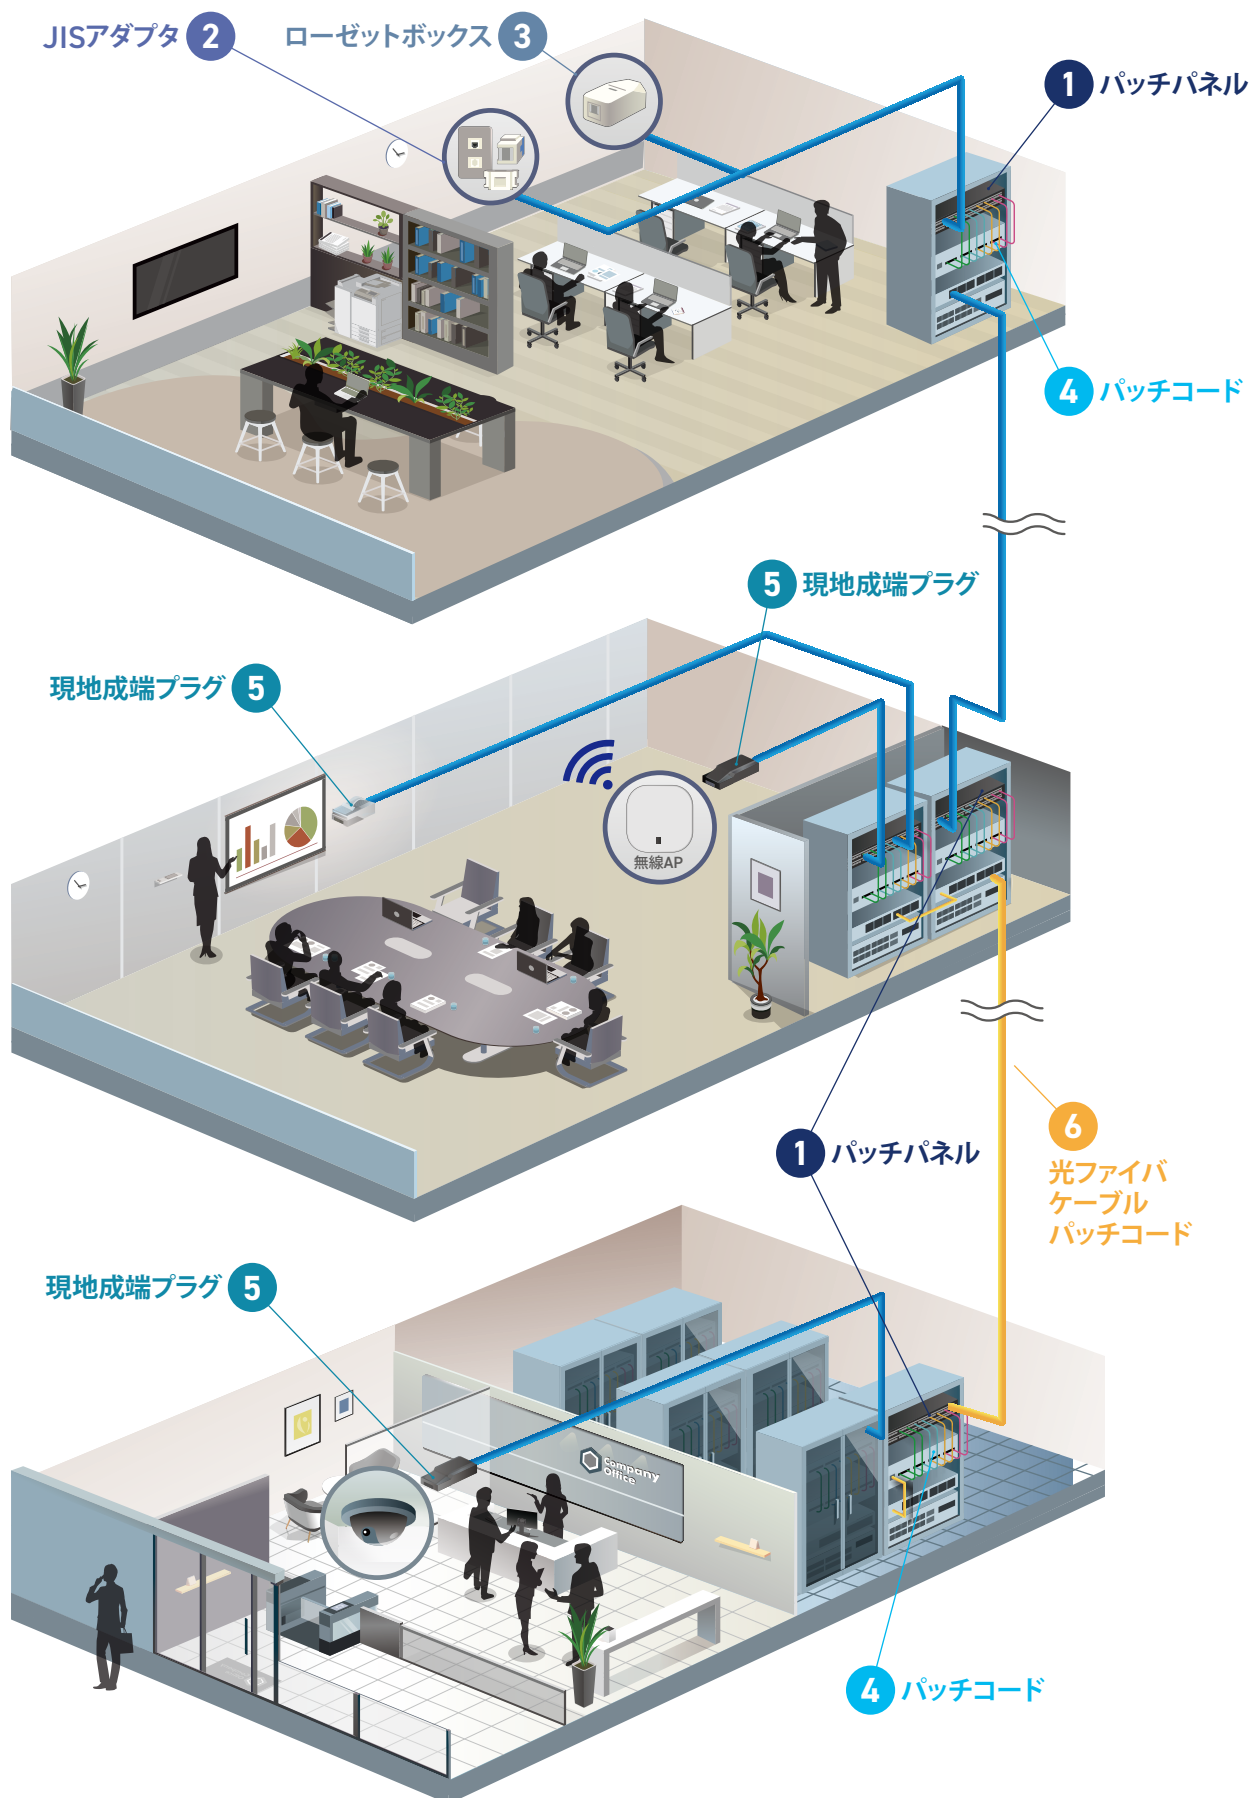 JISアダプタ 2
ローゼットボックス 3
1 パッチパネル
4 パッチコード
5 現地成端プラグ
現地成端プラグ 5
無線AP
1 パッチパネル
6
光ファイバ
ケーブル
パッチコード
現地成端プラグ 5
Company
Office
4 パッチコード